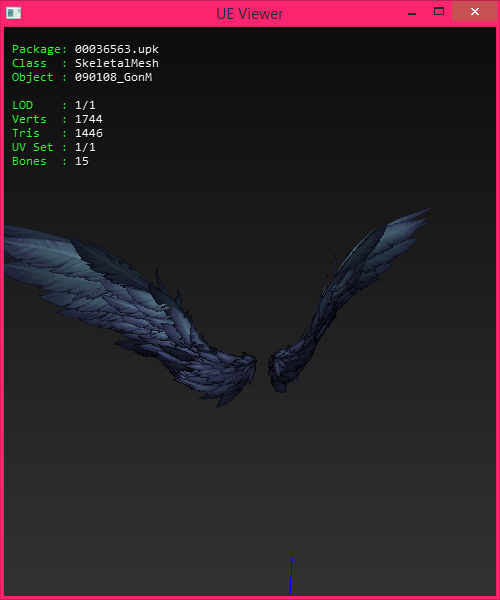 UE Viewer
Package: 00036563.upk
Class  : SkeletalMesh
Object : 090108_GonM
LOD    : 1/1
Verts  : 1744
Tris   : 1446
UV Set : 1/1
Bones  : 15